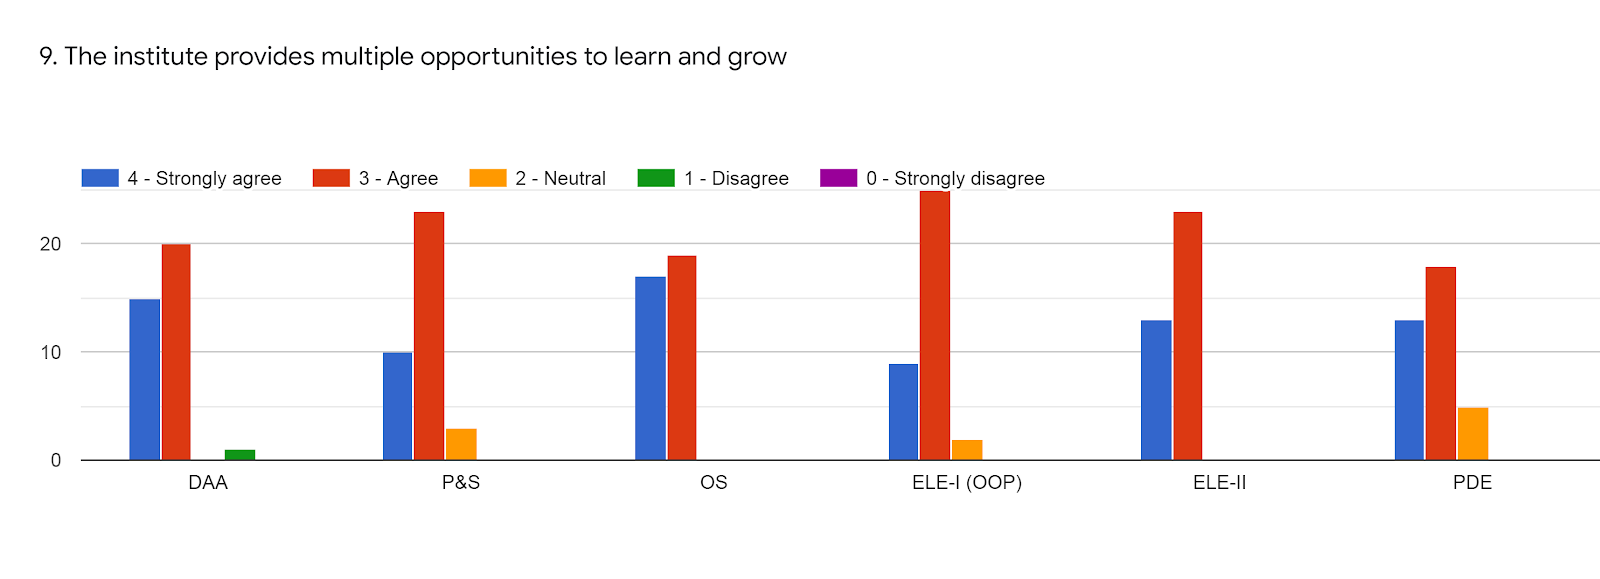 9. The institute provides multiple opportunities to learn and grow
4 - Strongly agree 3 - Agree 2 - Neutral 1 - Disagree 0 - Strongly disagree
20
10
0
DAA P&S OS ELE-I (OOP) ELE-II PDE